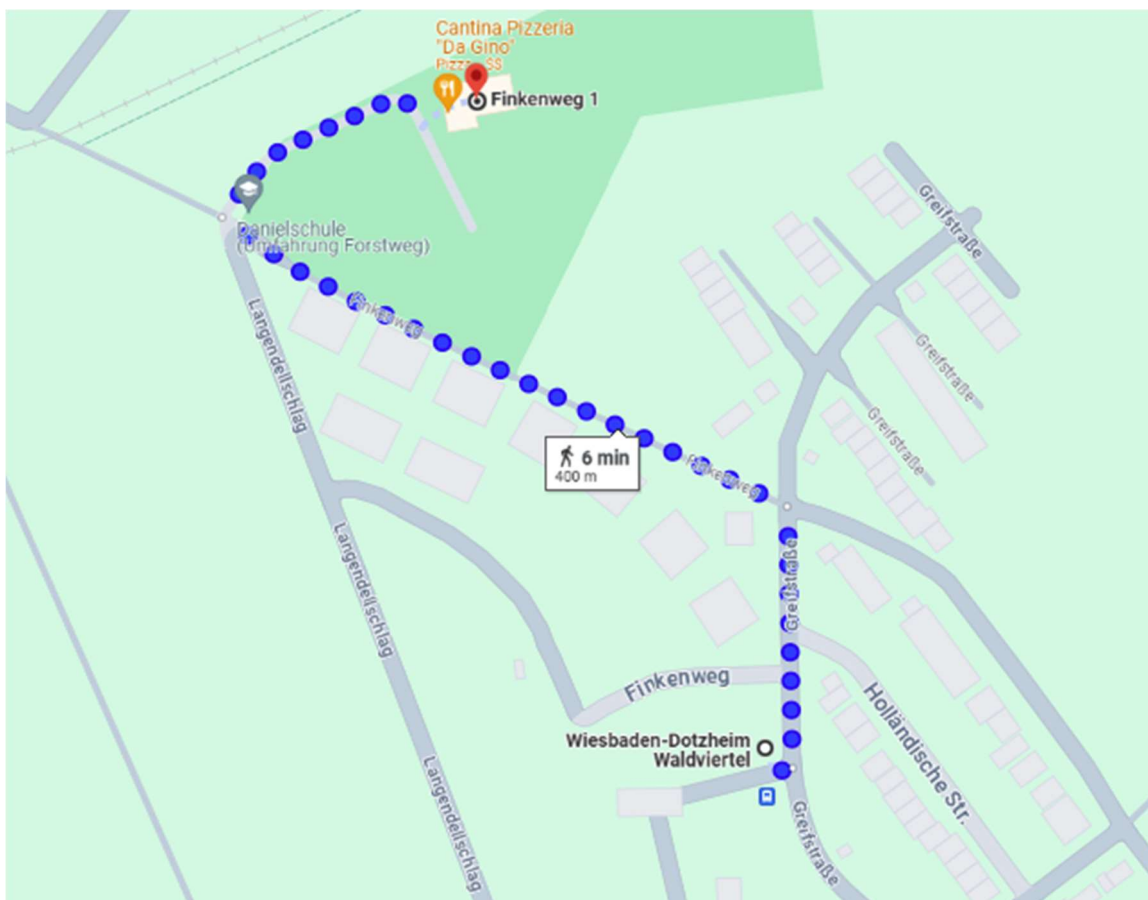 Cantina Pizzeria
"Da Gino"
Finkenweg 1
Greifstraße
Danielschule
(Umfahrung Forstweg)
Finkenweg
Langendellschlag
Greifstraße
Greifstraße
6 min
400 m
Finkenweg
Langendellschlag
Greifstraße
Finkenweg
Holländische Str.
Wiesbaden-Dotzheim
Waldviertel
Langendellschlag
Greifstraße